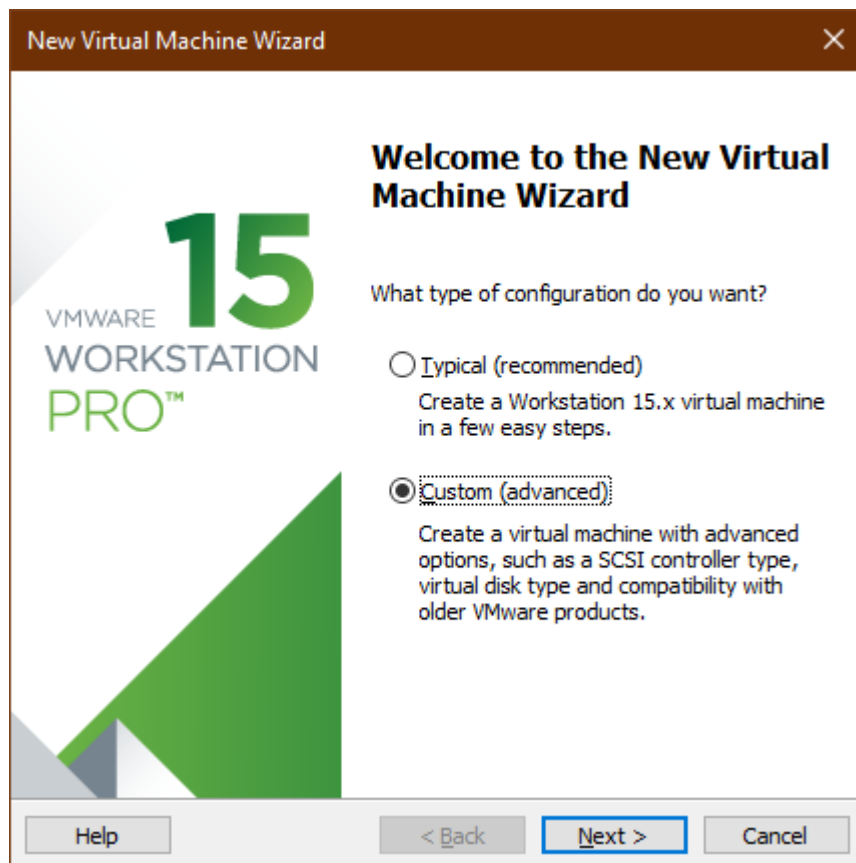 New Virtual Machine Wizard
Welcome to the New Virtual
Machine Wizard
15
VMWARE
WORKSTATION
PRO™
What type of configuration do you want?
Typical (recommended)
Create a Workstation 15.x virtual machine
in a few easy steps.
Custom (advanced)
Create a virtual machine with advanced
options, such as a SCSI controller type,
virtual disk type and compatibility with
older VMware products.
Help
< Back
Next >
Cancel